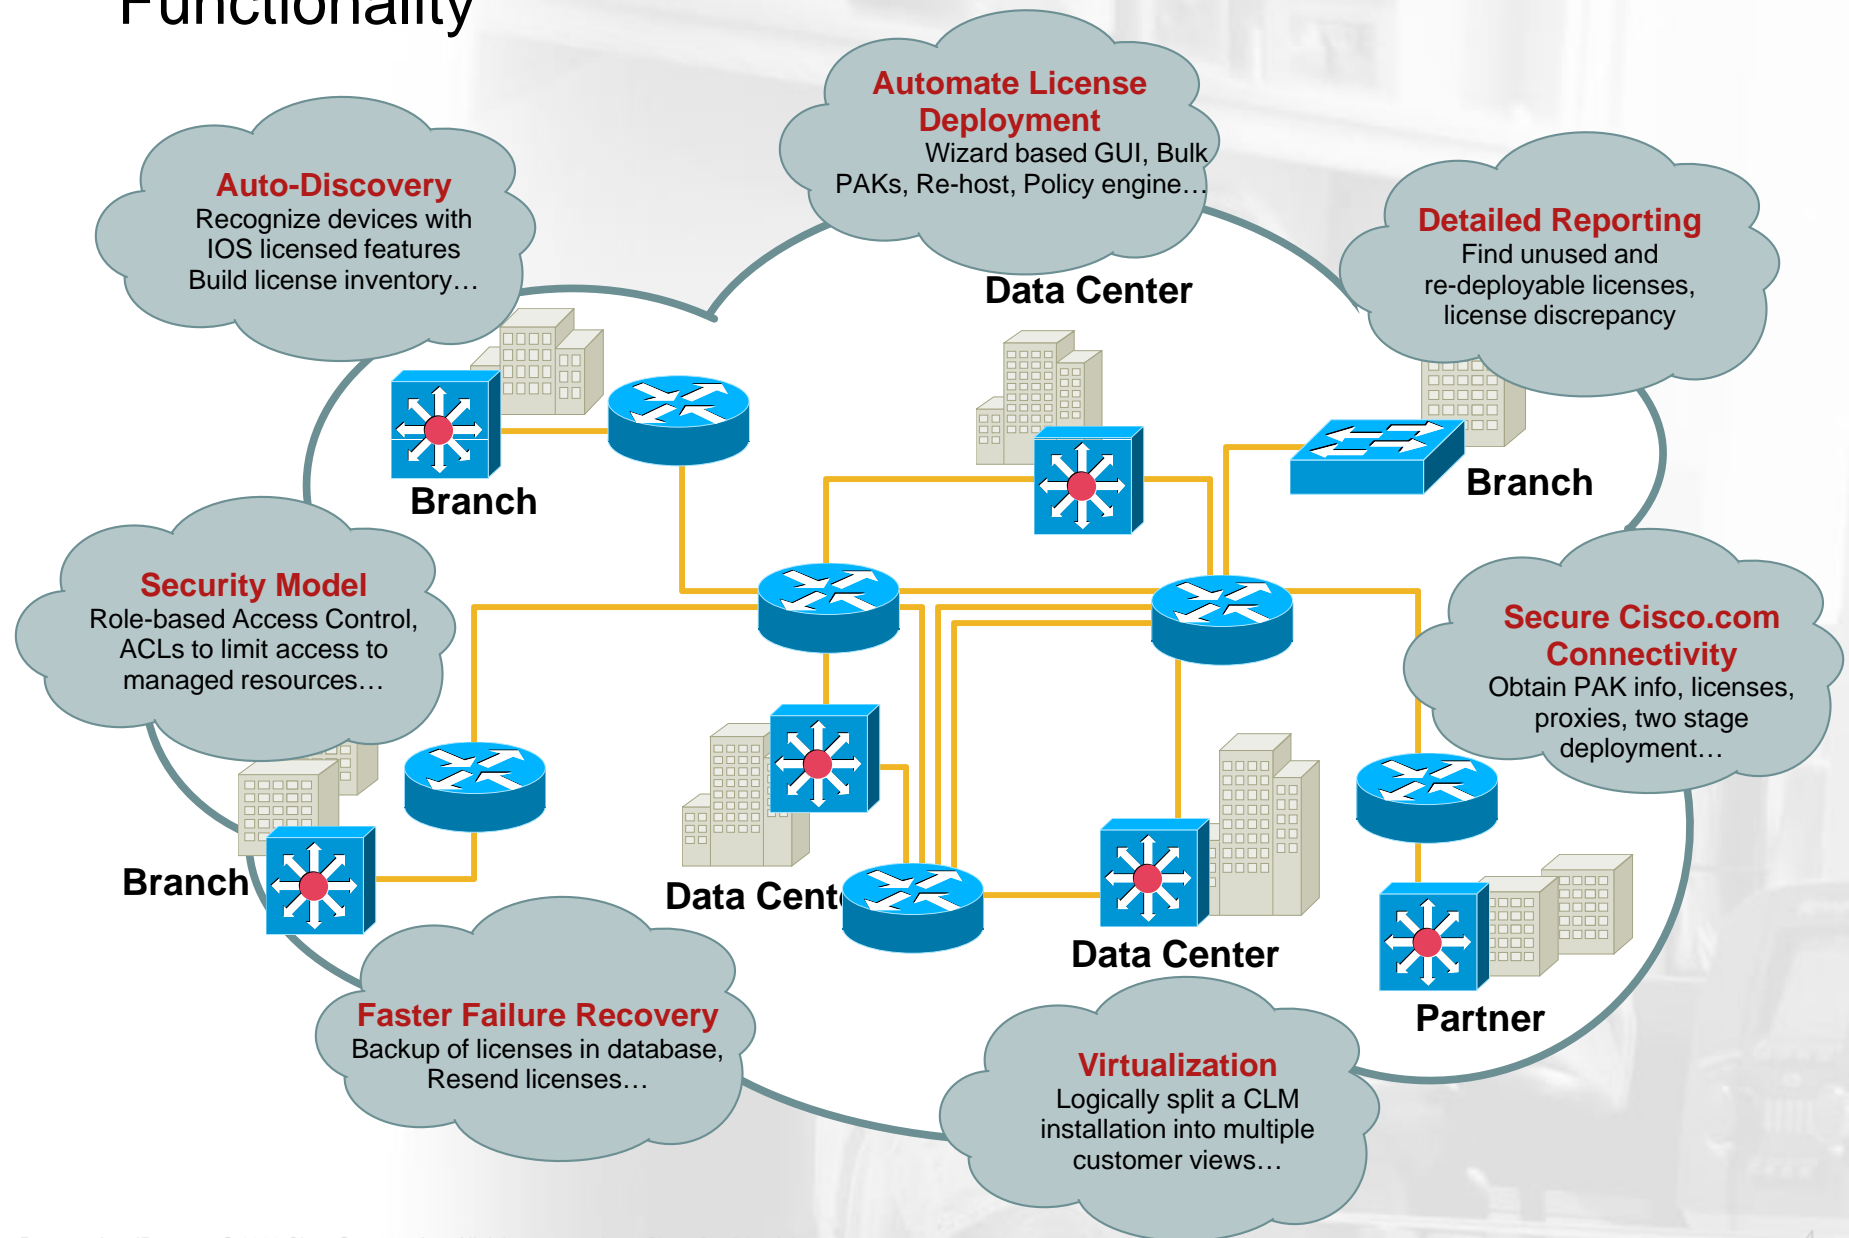 Functionality
Automate License
Deployment
Wizard based GUI, Bulk
PAKs, Re-host, Policy engine…
Auto-Discovery
Recognize devices with
IOS licensed features
Build license inventory…
Detailed Reporting
Find unused and
re-deployable licenses,
license discrepancy
Data Center
Branch
Branch
Security Model
Role-based Access Control,
ACLs to limit access to
managed resources…
Secure Cisco.com
Connectivity
Obtain PAK info, licenses,
proxies, two stage
deployment…
Branch
Data Cent
Data Center
Partner
Faster Failure Recovery
Backup of licenses in database,
Resend licenses…
Virtualization
Logically split a CLM
installation into multiple
customer views…